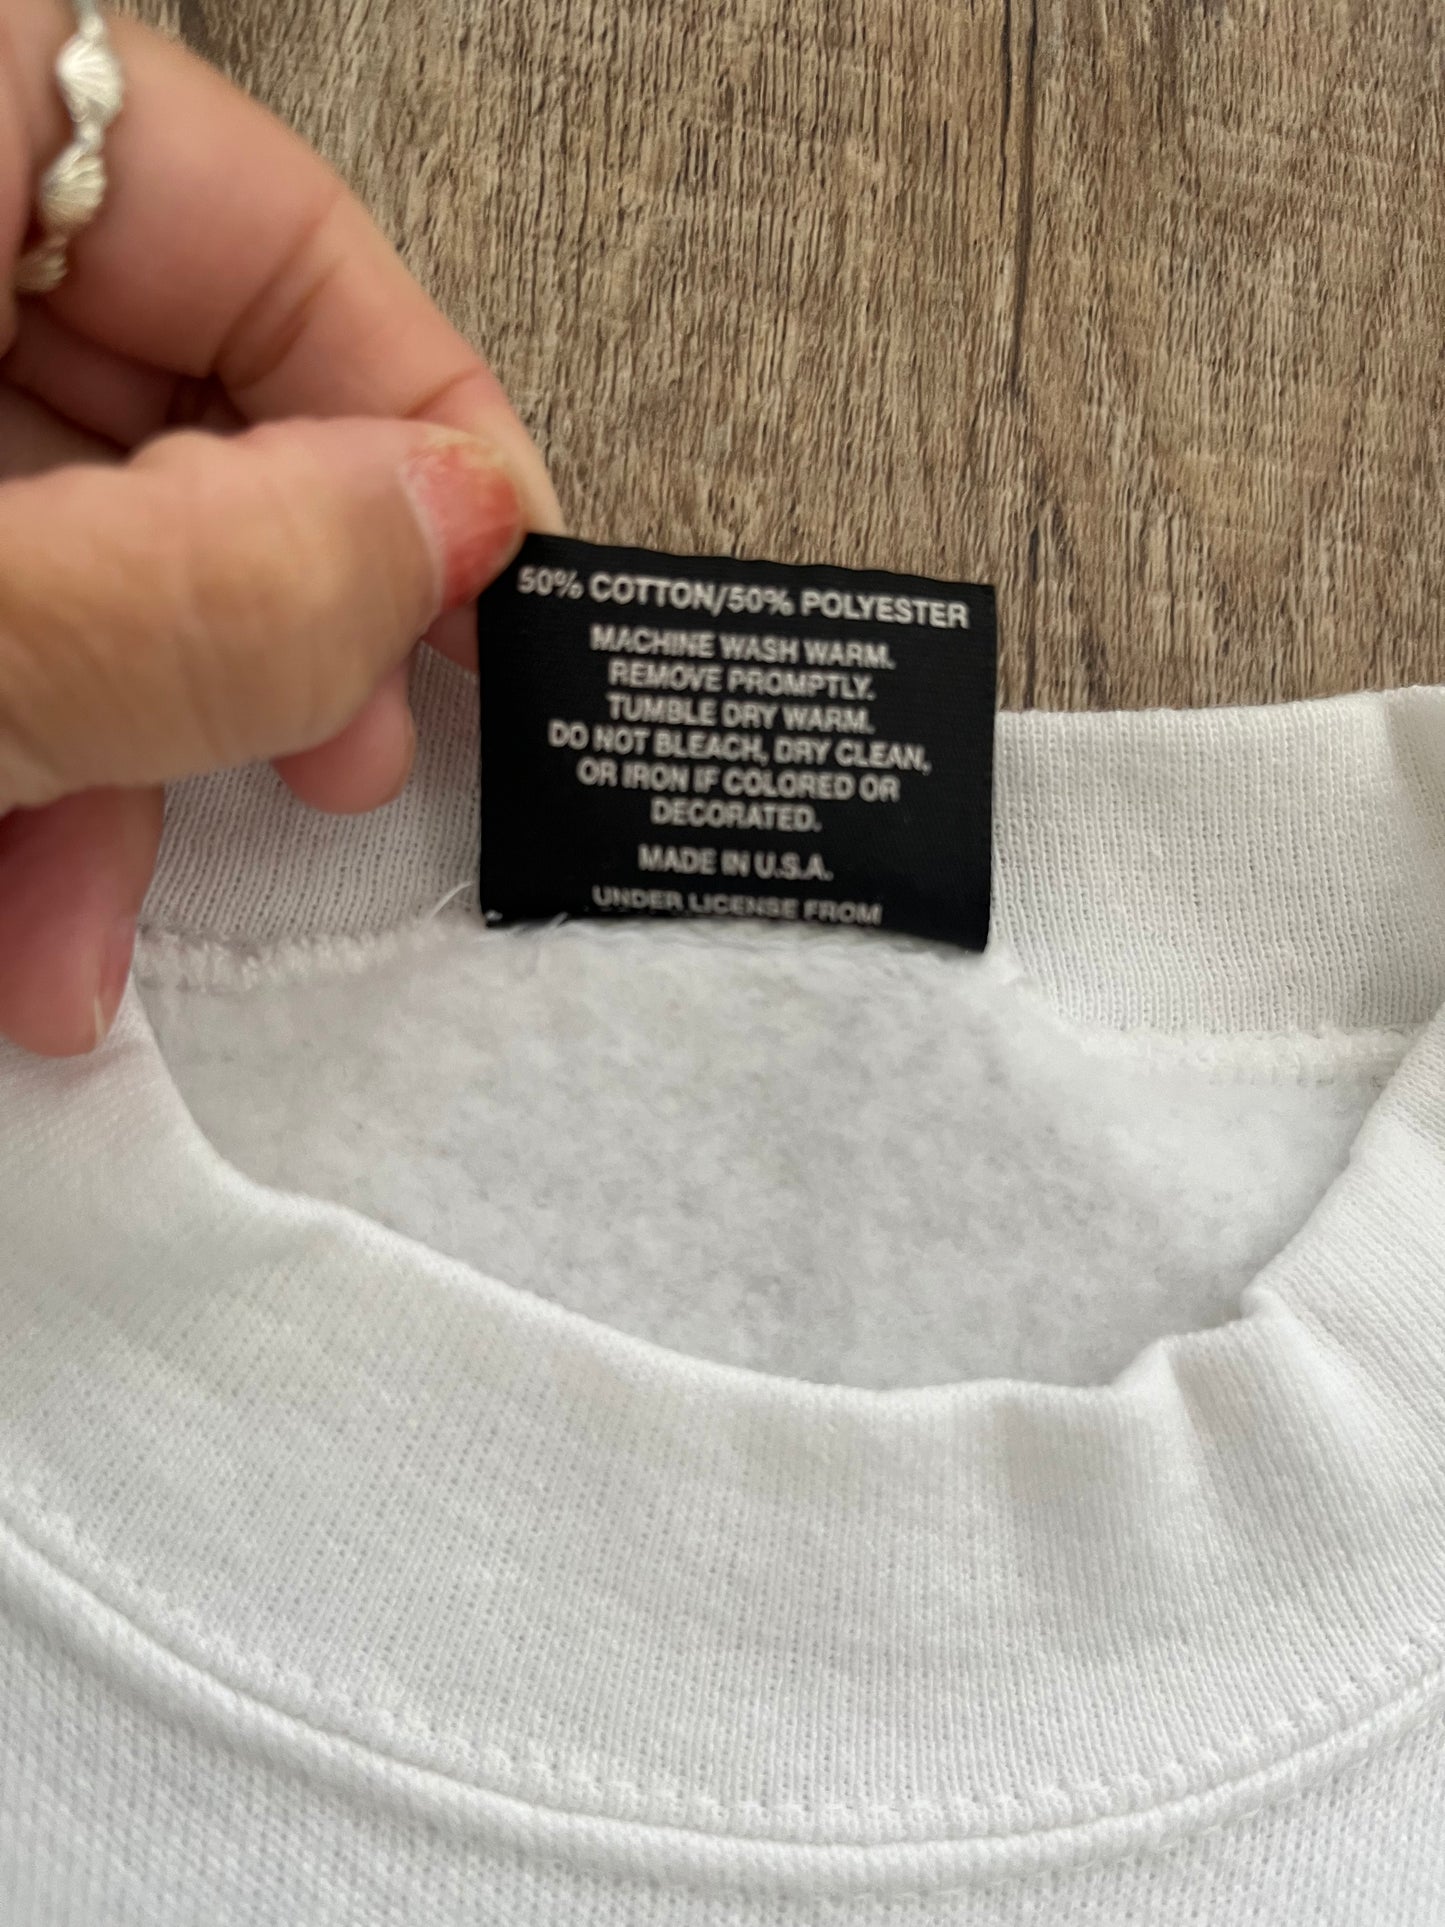 50% COTTON/50% POLYESTER
MACHINE WASH WARM.
REMOVE PROMPTLY.
TUMBLE DRY WARM.
DO NOT BLEACH, DRY CLEAN,
OR IRON IF COLORED OR
DECORATED.
MADE IN U.S.A.
UNDER LICENSE FROM